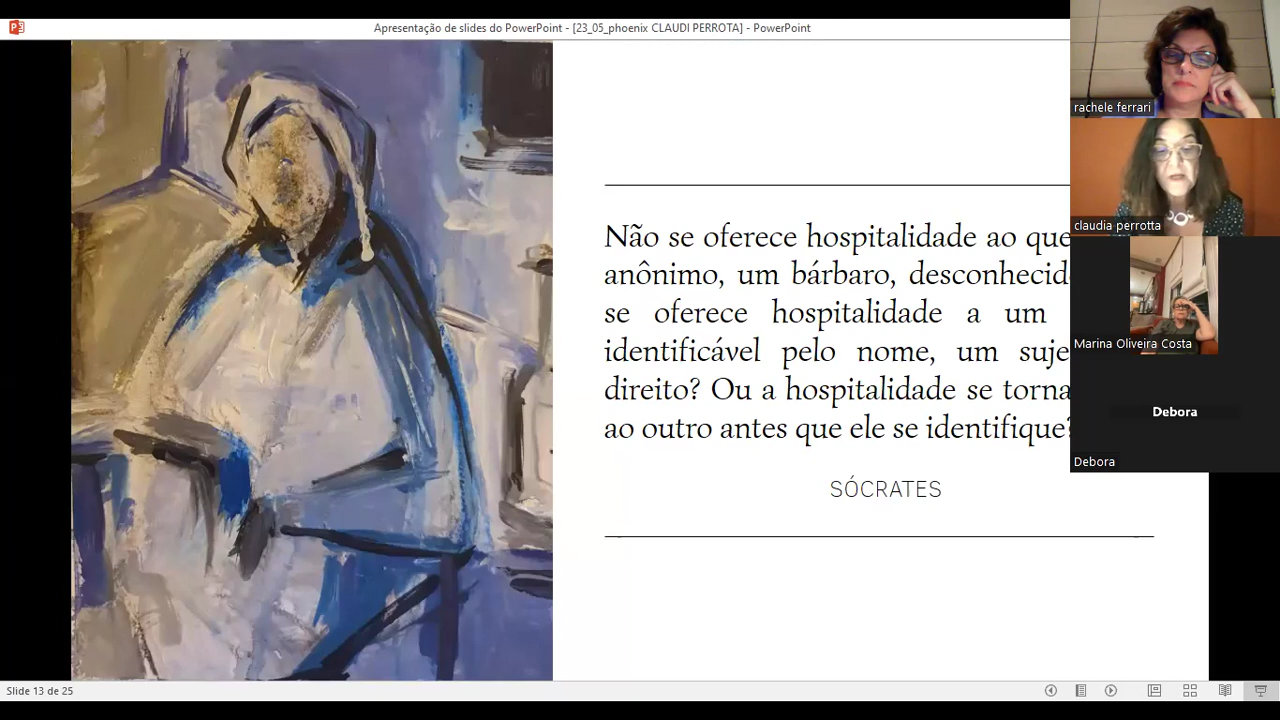 Apresentação de slides do PowerPoint - [23_05_phoenix CLAUDI PERROTA] - PowerPoint
rachele ferrari
claudia perrotta
Marina Oliveira Costa
Debora
Debora
Não se oferece hospitalidade ao que
anônimo, um bárbaro, desconhecid
se oferece hospitalidade a um
identificável pelo nome, um suje
direito? Ou a hospitalidade se torna
ao outro antes que ele se identifique?
SÓCRATES
Slide 13 de 25